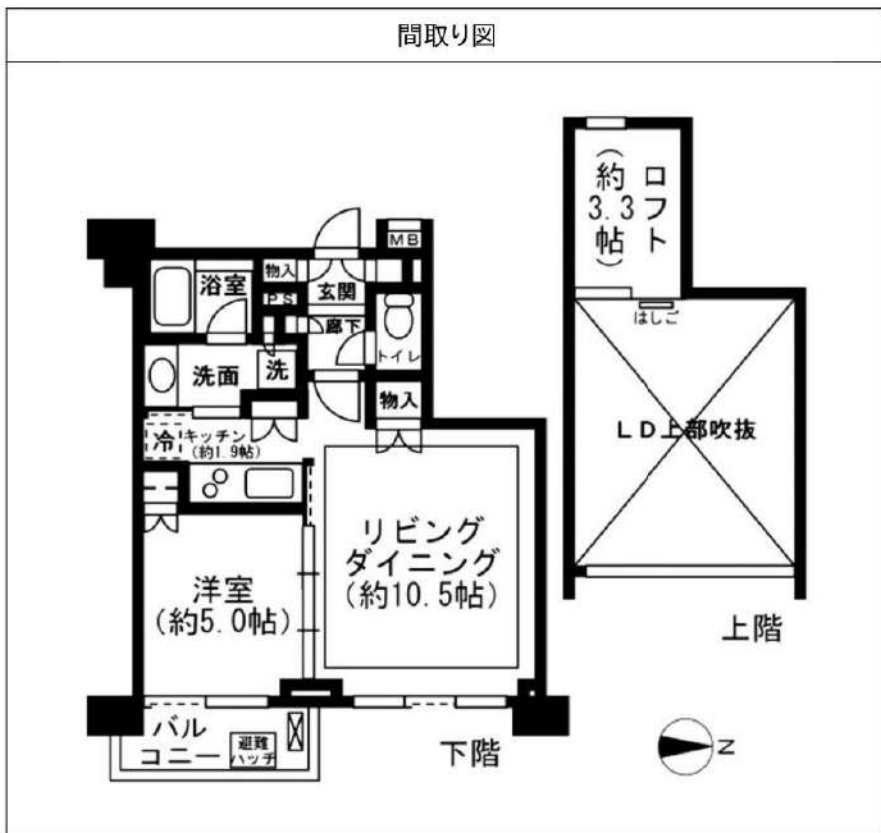 間取り図
ロフト
(約3.3帖)
はしご
LD上部吹抜
上階
MB
浴室
物入
PS
玄関
廊下
トイレ
洗面
洗
物入
冷
キッチン
(約1.9帖)
リビング
ダイニング
(約10.5帖)
洋室
(約5.0帖)
バル
コニー
避難
ハッチ
下階
N